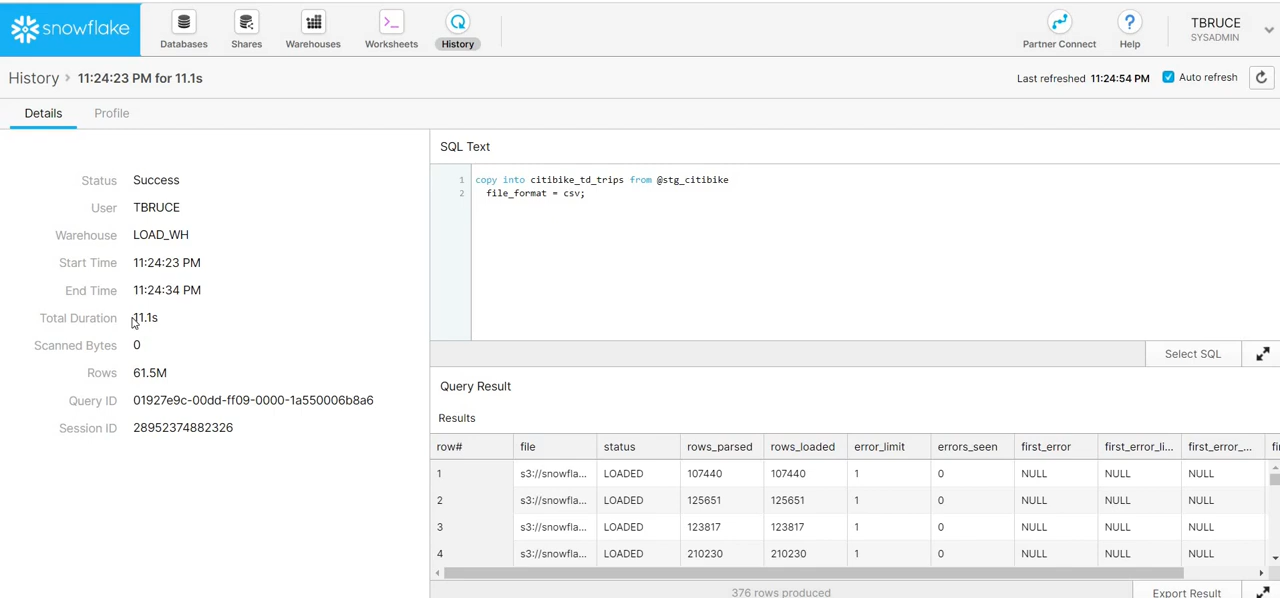 snowflake
Databases
Shares
Warehouses
Worksheets
History
Partner Connect
Help
TBRUCE
SYSADMIN
History > 11:24:23 PM for 11.1s
Last refreshed 11:24:54 PM
Auto refresh
Details
Profile
Status Success
User TBRUCE
Warehouse LOAD_WH
Start Time 11:24:23 PM
End Time 11:24:34 PM
Total Duration 11.1s
Scanned Bytes 0
Rows 61.5M
Query ID 01927e9c-00dd-ff09-0000-1a550006b8a6
Session ID 28952374882326
SQL Text
1 copy into citibike_td_trips from @stg_citibike
2 file_format = csv;
Select SQL
Query Result
Results
row# file status rows_parsed rows_loaded error_limit errors_seen first_error first_error_li... first_error_... fi
1 s3://snowfla... LOADED 107440 107440 1 0 NULL NULL NULL
2 s3://snowfla... LOADED 125651 125651 1 0 NULL NULL NULL
3 s3://snowfla... LOADED 123817 123817 1 0 NULL NULL NULL
4 s3://snowfla... LOADED 210230 210230 1 0 NULL NULL NULL
376 rows produced
Export Result